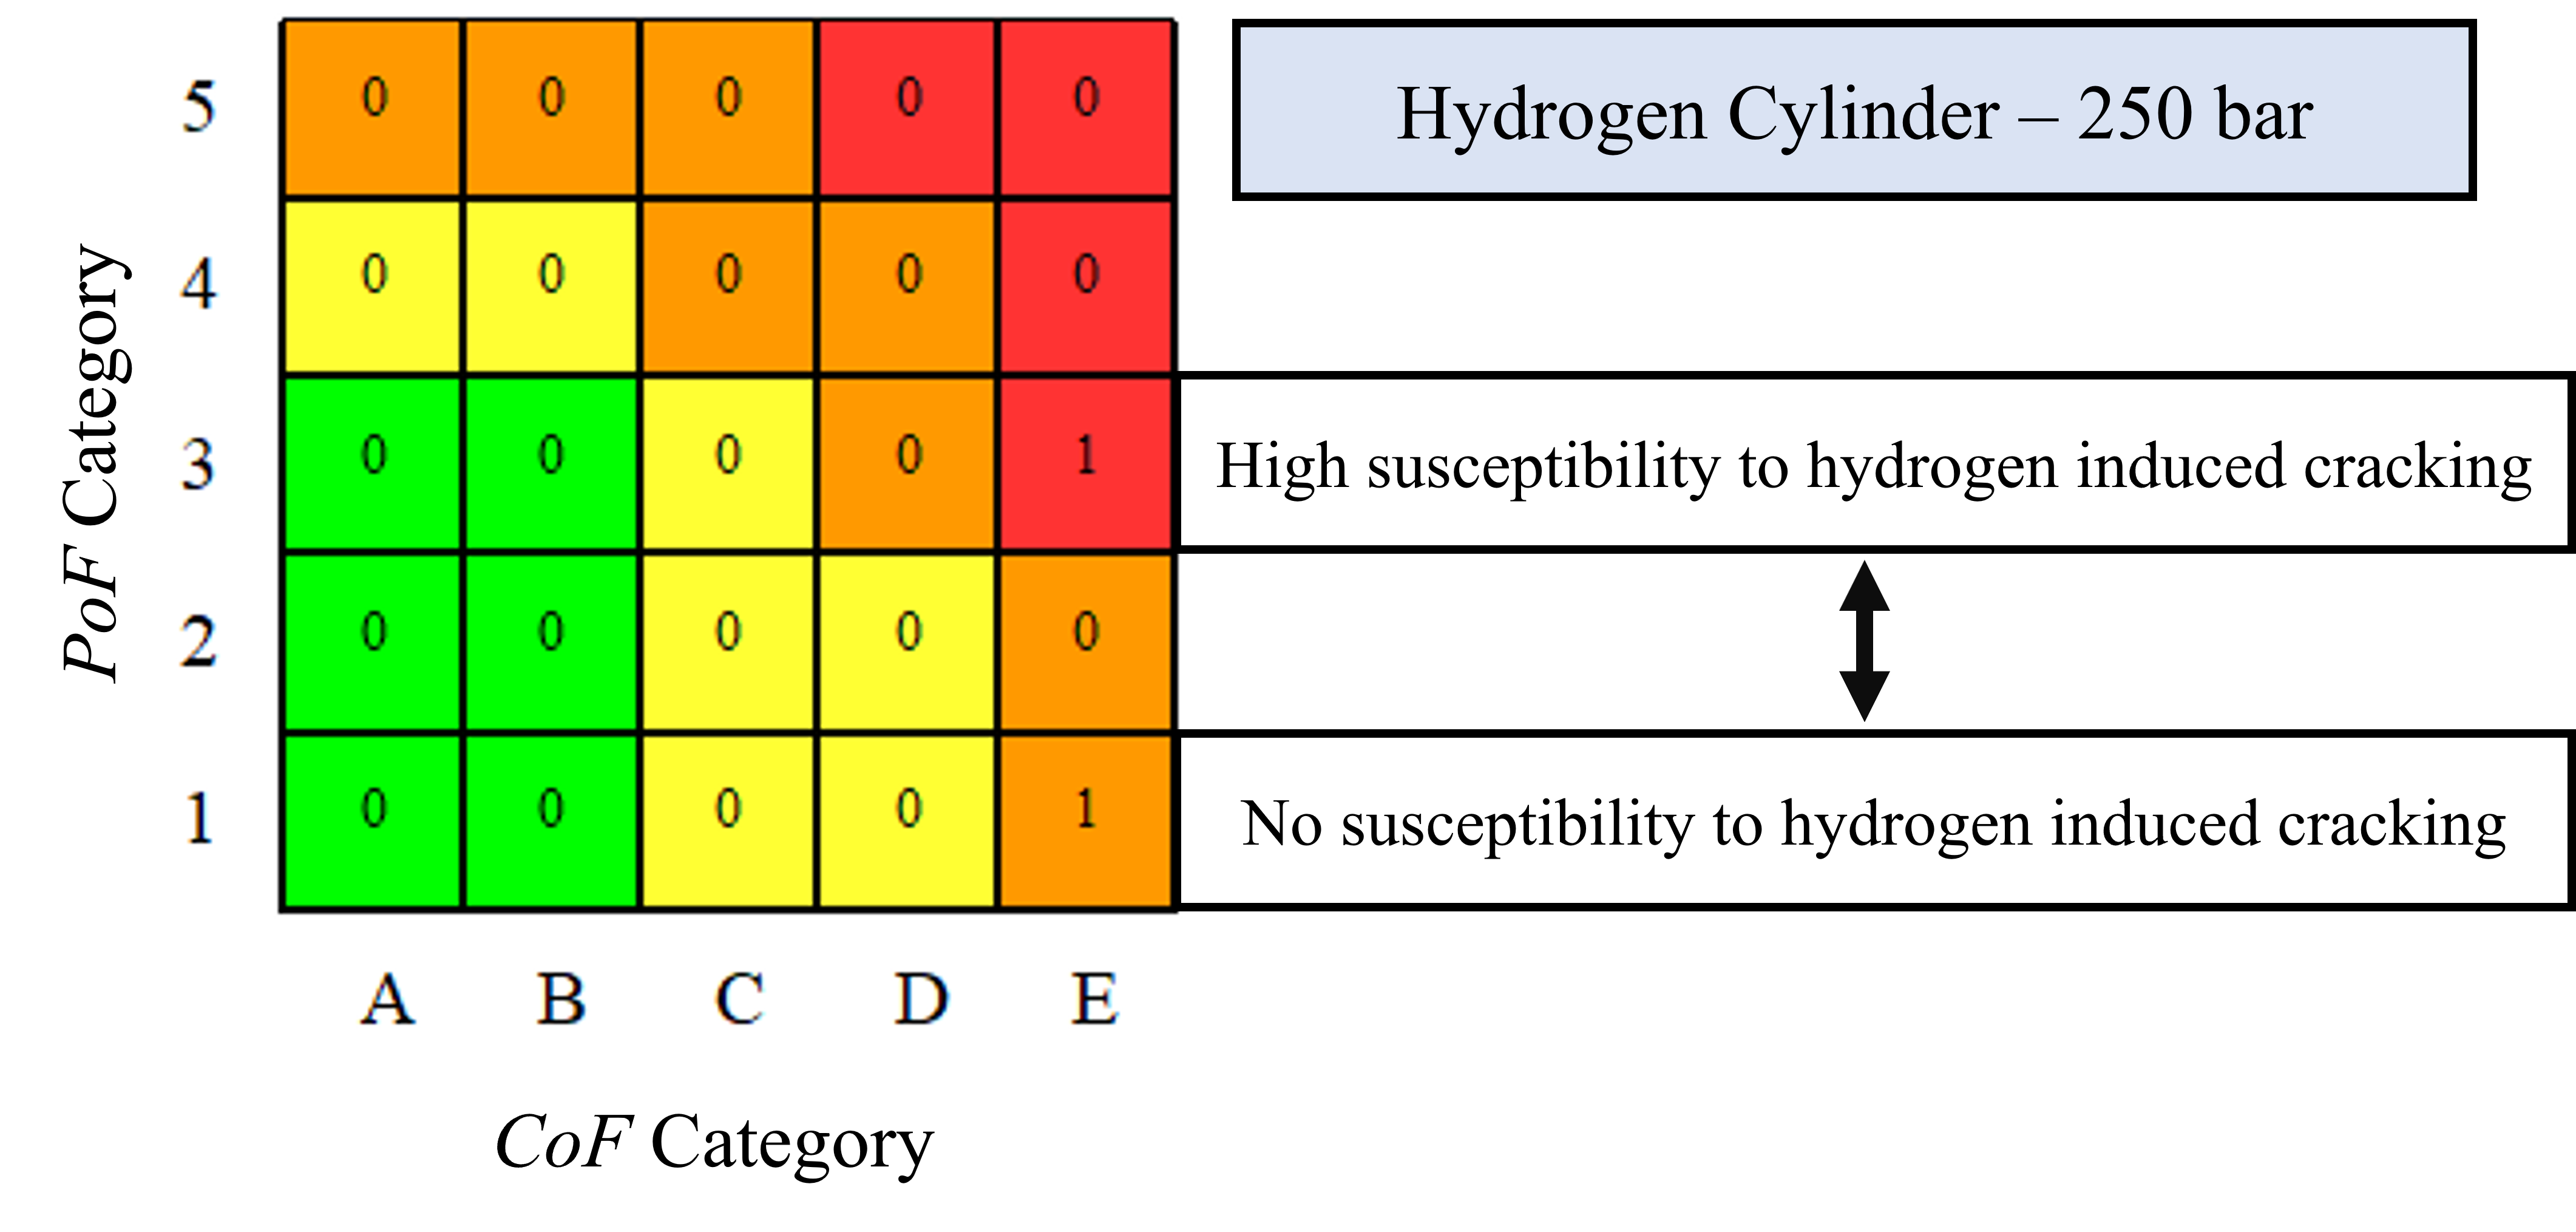 5 0 0 0 0 0
Hydrogen Cylinder – 250 bar
4 0 0 0 0 0
PoF Category
3 0 0 0 0 1
High susceptibility to hydrogen induced cracking
2 0 0 0 0 0
1 0 0 0 0 1
No susceptibility to hydrogen induced cracking
A B C D E
CoF Category